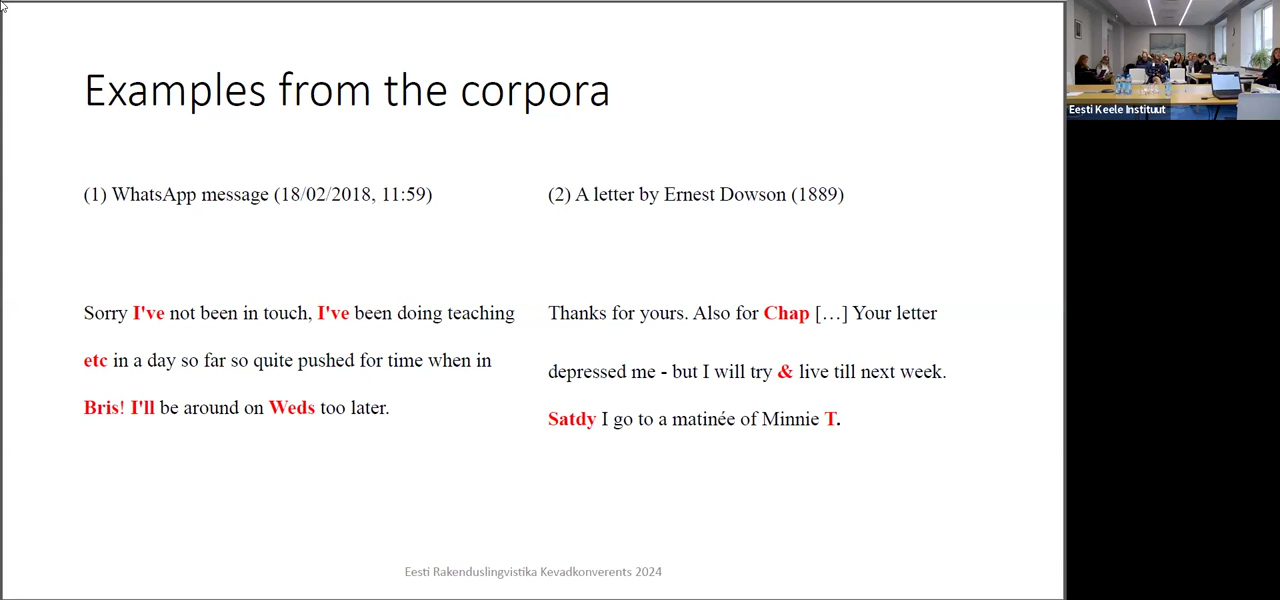 Examples from the corpora
(1) WhatsApp message (18/02/2018, 11:59)
Sorry I've not been in touch, I've been doing teaching
etc in a day so far so quite pushed for time when in
Bris! I'll be around on Weds too later.
(2) A letter by Ernest Dowson (1889)
Thanks for yours. Also for Chap […] Your letter
depressed me - but I will try & live till next week.
Satdy I go to a matinée of Minnie T.
Eesti Rakenduslingvistika Kevadkonverents 2024
Eesti Keele Instituut